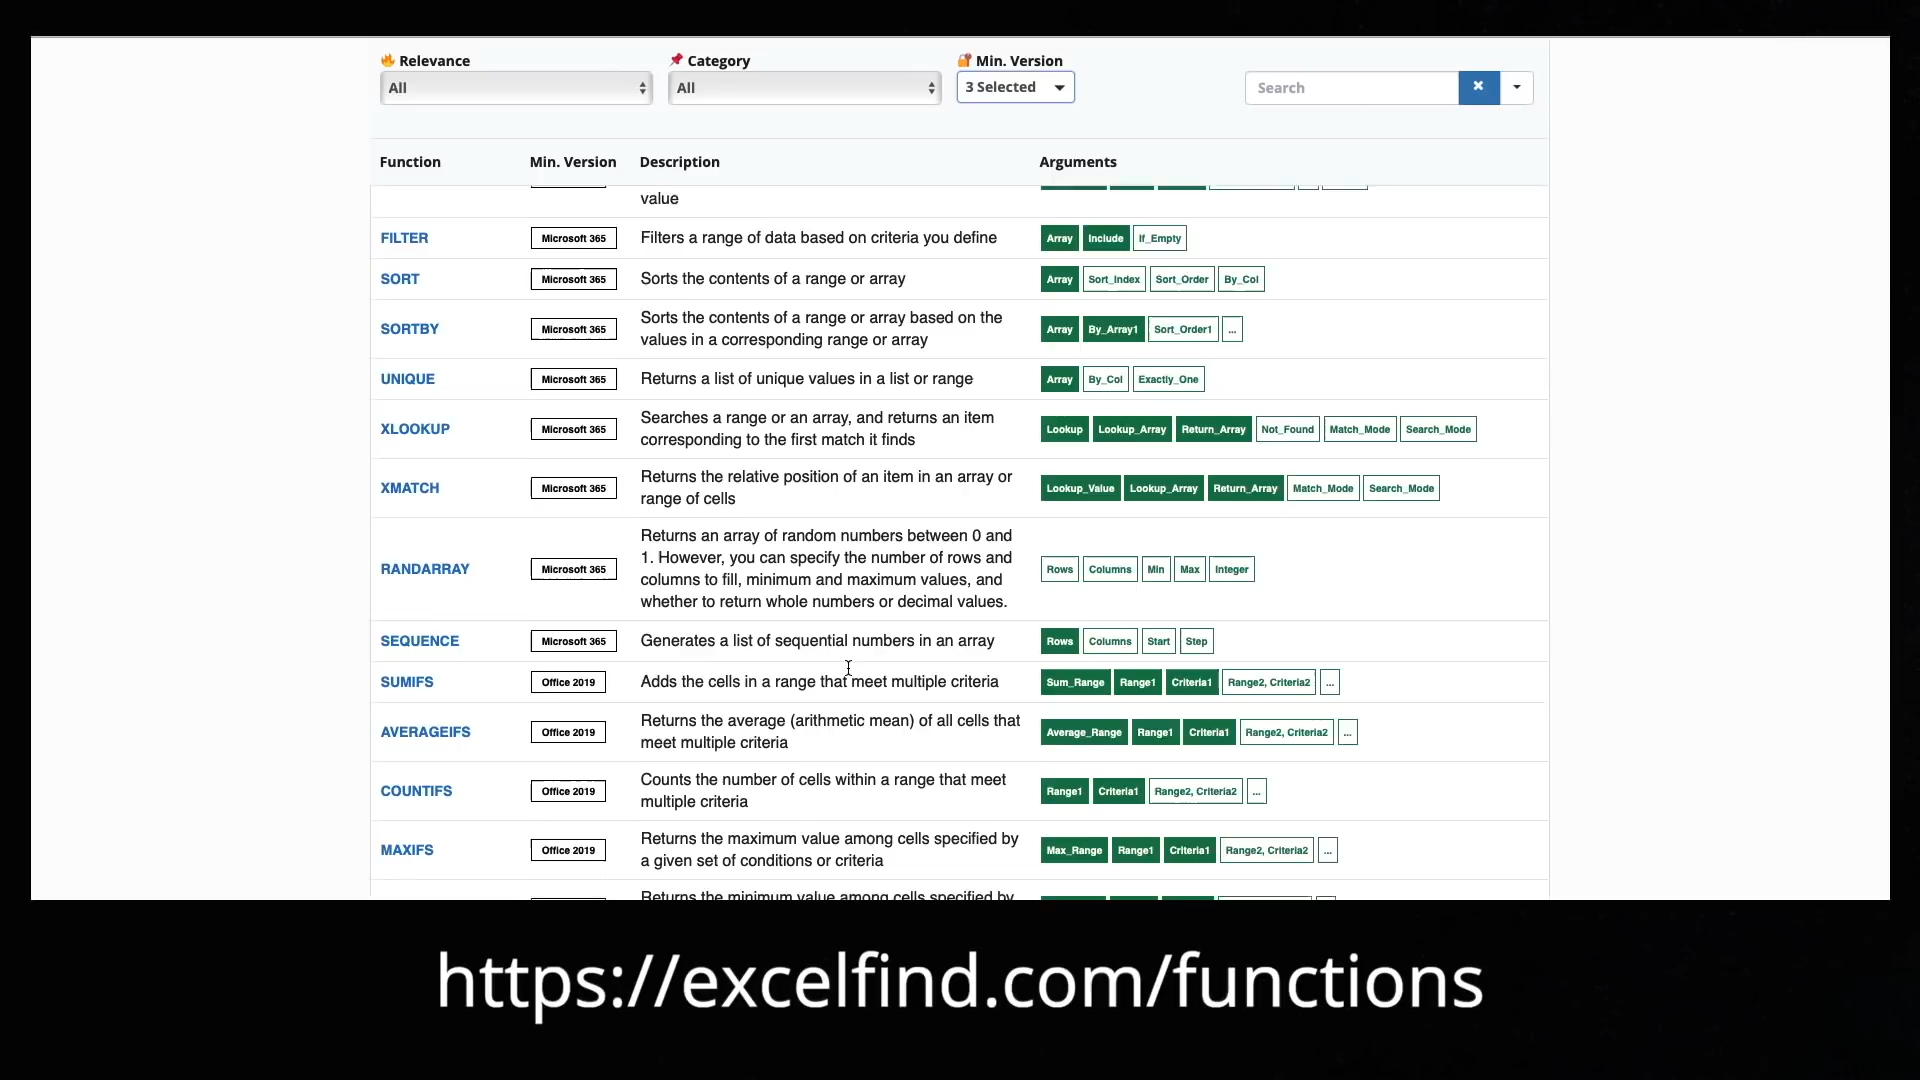 Relevance Category Min. Version
All All 3 Selected Search
Function Min. Version Description Arguments
value
FILTER Microsoft 365 Filters a range of data based on criteria you define Array Include If_Empty
SORT Microsoft 365 Sorts the contents of a range or array Array Sort_Index Sort_Order By_Col
Sorts the contents of a range or array based on the
SORTBY Microsoft 365 Array By_Array1 Sort_Order1 ...
values in a corresponding range or array
UNIQUE Microsoft 365 Returns a list of unique values in a list or range Array By_Col Exactly_One
Searches a range or an array, and returns an item
XLOOKUP Microsoft 365 Lookup Lookup_Array Return_Array Not_Found Match_Mode Search_Mode
corresponding to the first match it finds
Returns the relative position of an item in an array or
XMATCH Microsoft 365 Lookup_Value Lookup_Array Return_Array Match_Mode Search_Mode
range of cells
Returns an array of random numbers between 0 and
1. However, you can specify the number of rows and
RANDARRAY Microsoft 365 Rows Columns Min Max Integer
columns to fill, minimum and maximum values, and
whether to return whole numbers or decimal values.
SEQUENCE Microsoft 365 Generates a list of sequential numbers in an array Rows Columns Start Step
SUMIFS Office 2019 Adds the cells in a range that meet multiple criteria Sum_Range Range1 Criteria1 Range2, Criteria2 ...
Returns the average (arithmetic mean) of all cells that
AVERAGEIFS Office 2019 Average_Range Range1 Criteria1 Range2, Criteria2 ...
meet multiple criteria
Counts the number of cells within a range that meet
COUNTIFS Office 2019 Range1 Criteria1 Range2, Criteria2 ...
multiple criteria
Returns the maximum value among cells specified by
MAXIFS Office 2019 Max_Range Range1 Criteria1 Range2, Criteria2 ...
a given set of conditions or criteria
Returns the minimum value among cells specified by
https://excelfind.com/functions